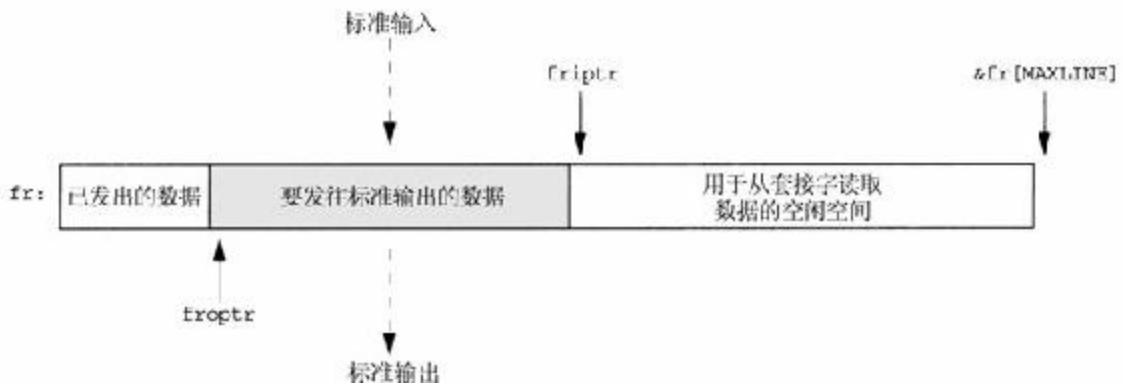 标准输入
friptr
&fr[MAXLINE]
fr:
已发出的数据
要发往标准输出的数据
用于从套接字读取
数据的空闲空间
froptr
标准输出